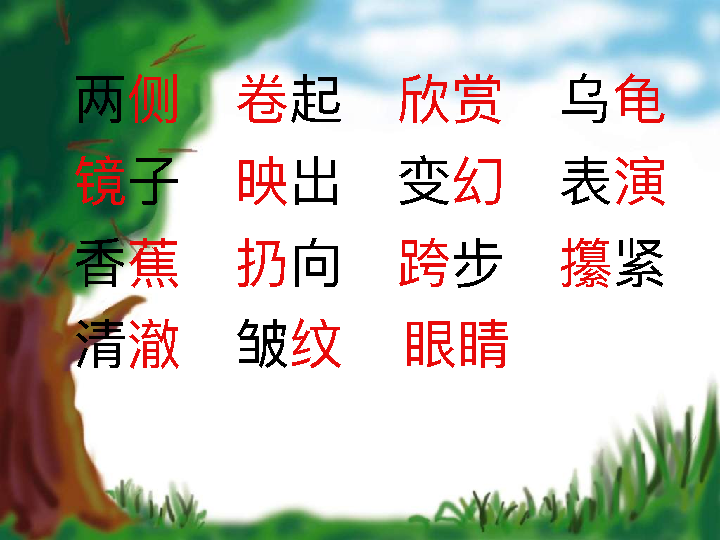 两侧 卷起 欣赏 乌龟
镜子 映出 变幻 表演
香蕉 扔向 跨步 攥紧
清澈 皱纹 眼睛